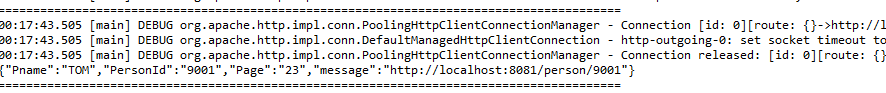 ================================================================================
00:17:43.505 [main] DEBUG org.apache.http.impl.conn.PoolingHttpClientConnectionManager - Connection [id: 0][route: {}->http://l
00:17:43.505 [main] DEBUG org.apache.http.impl.conn.DefaultManagedHttpClientConnection - http-outgoing-0: set socket timeout to
00:17:43.505 [main] DEBUG org.apache.http.impl.conn.PoolingHttpClientConnectionManager - Connection released: [id: 0][route: {}
{"Pname":"TOM","PersonId":"9001","Page":"23","message":"http://localhost:8081/person/9001"}
================================================================================